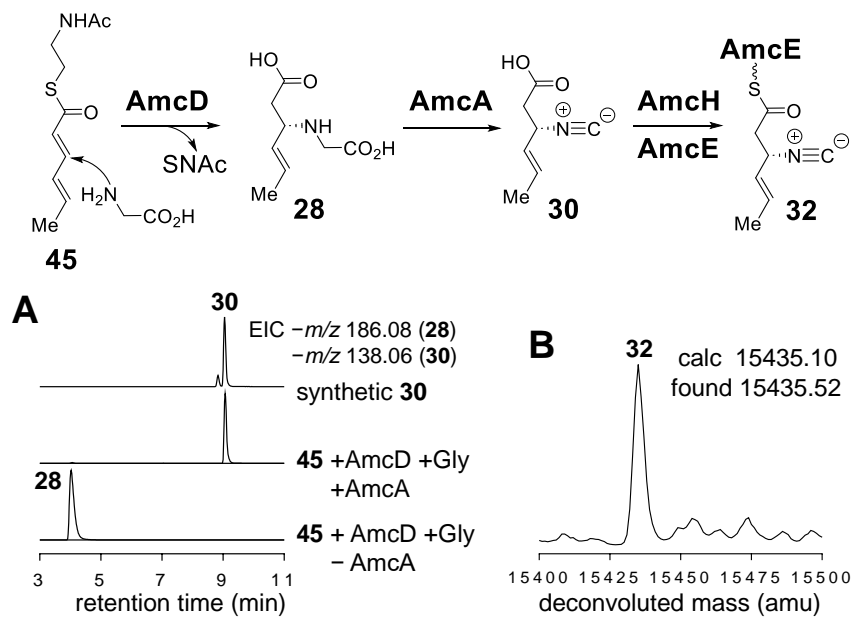 NHAc
AmcE
HO
HO
S
S
O
AmcD
O
AmcA
O
AmcH
O
NH
⊕
N≡C
⊖
⊕
N≡C
⊖
SNAc
CO₂H
AmcE
H₂N
CO₂H
Me
Me
Me
Me
28
30
32
45
A
30
EIC −m/z 186.08 (28)
−m/z 138.06 (30)
synthetic 30
45 +AmcD +Gly
+AmcA
28
45 + AmcD +Gly
− AmcA
3 5 7 9 11
retention time (min)
B
32
calc 15435.10
found 15435.52
15400 15425 15450 15475 15500
deconvoluted mass (amu)